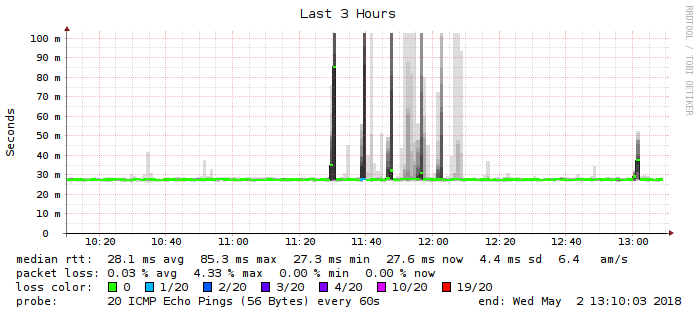 Last 3 Hours
RRDTOOL / TOBI OETIKER
Seconds
100 m
90 m
80 m
70 m
60 m
50 m
40 m
30 m
20 m
10 m
0
10:20 10:40 11:00 11:20 11:40 12:00 12:20 12:40 13:00
median rtt: 28.1 ms avg 85.3 ms max 27.3 ms min 27.6 ms now 4.4 ms sd 6.4 am/s
packet loss: 0.03 % avg 4.33 % max 0.00 % min 0.00 % now
loss color: 0 1/20 2/20 3/20 4/20 10/20 19/20
probe: 20 ICMP Echo Pings (56 Bytes) every 60s end: Wed May 2 13:10:03 2018